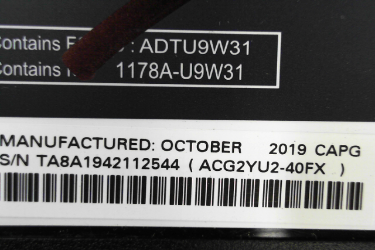 Contains F : ADTU9W31
Contains 1178A-U9W31
MANUFACTURED: OCTOBER 2019 CAPG
S/N TA8A1942112544 ( ACG2YU2-40FX )